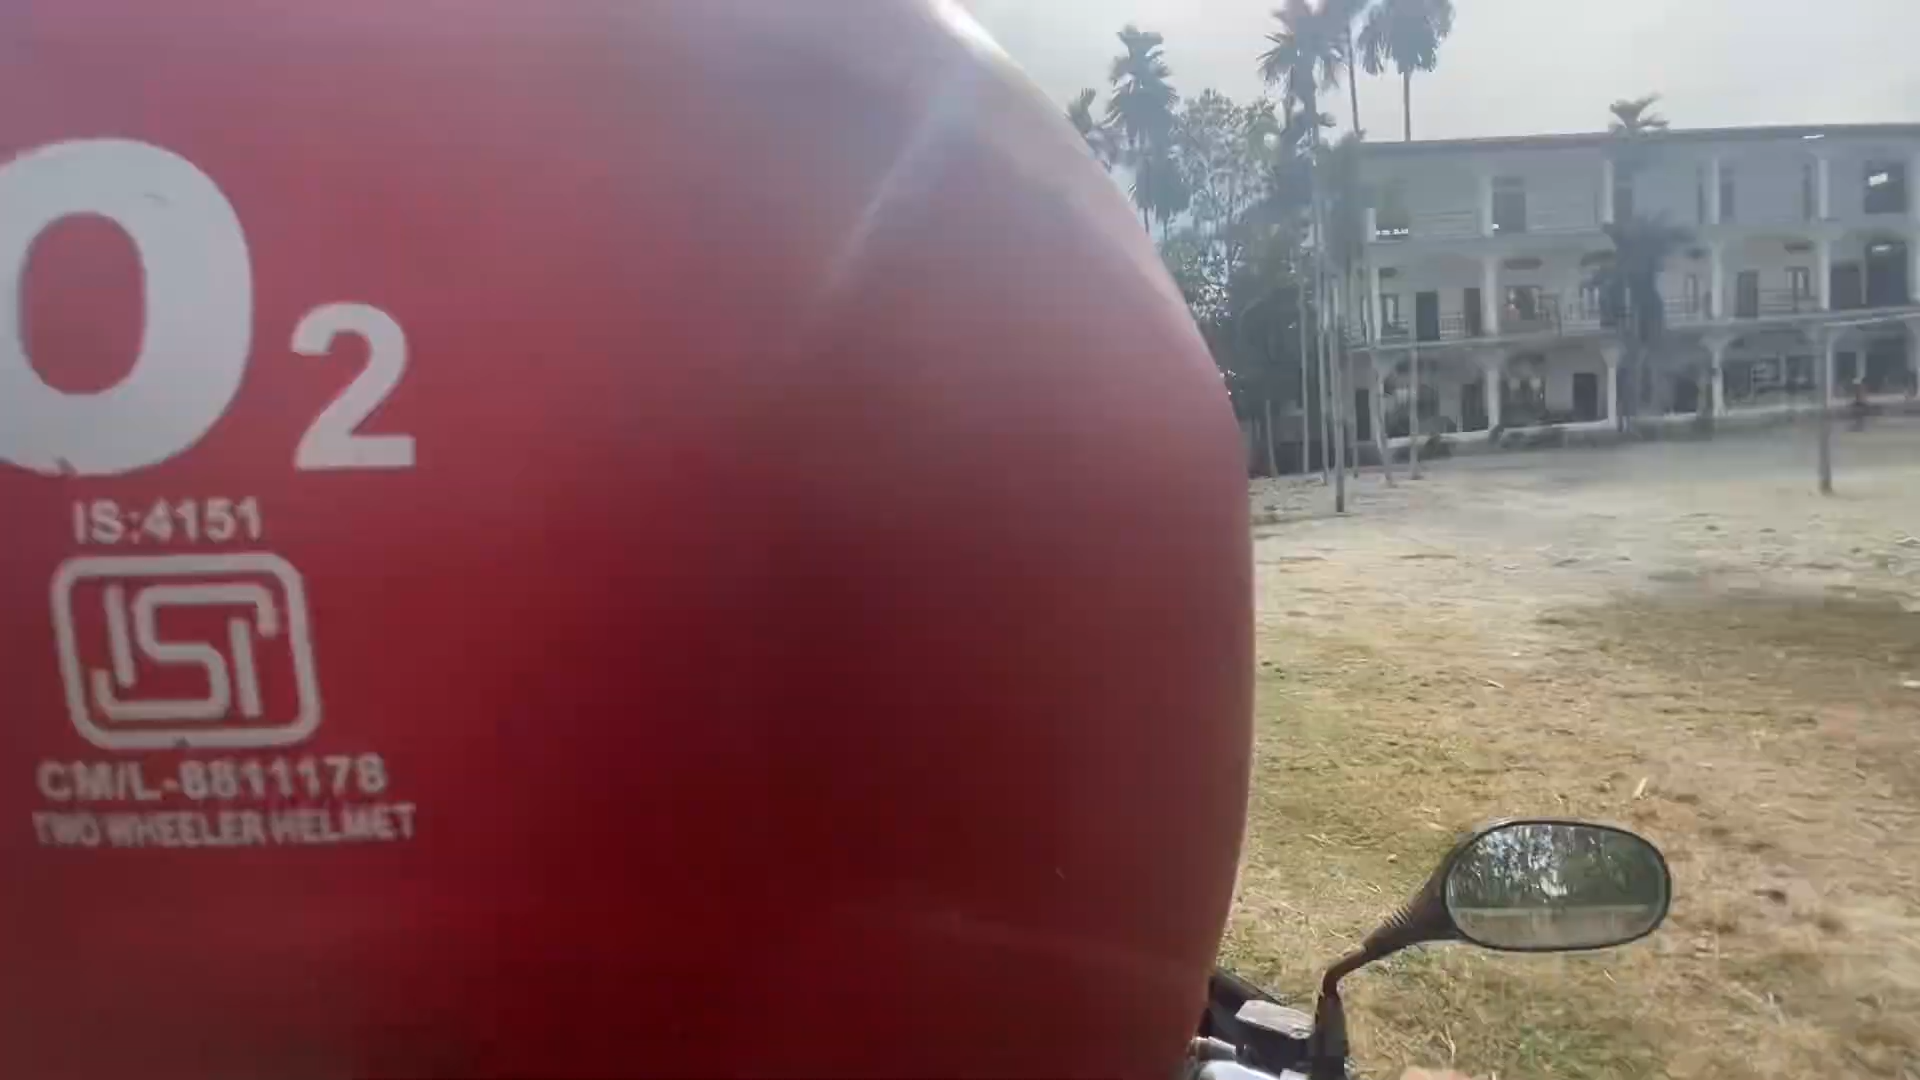 O2
IS:4151
ISI
CM/L-8811178
TWO WHEELER HELMET